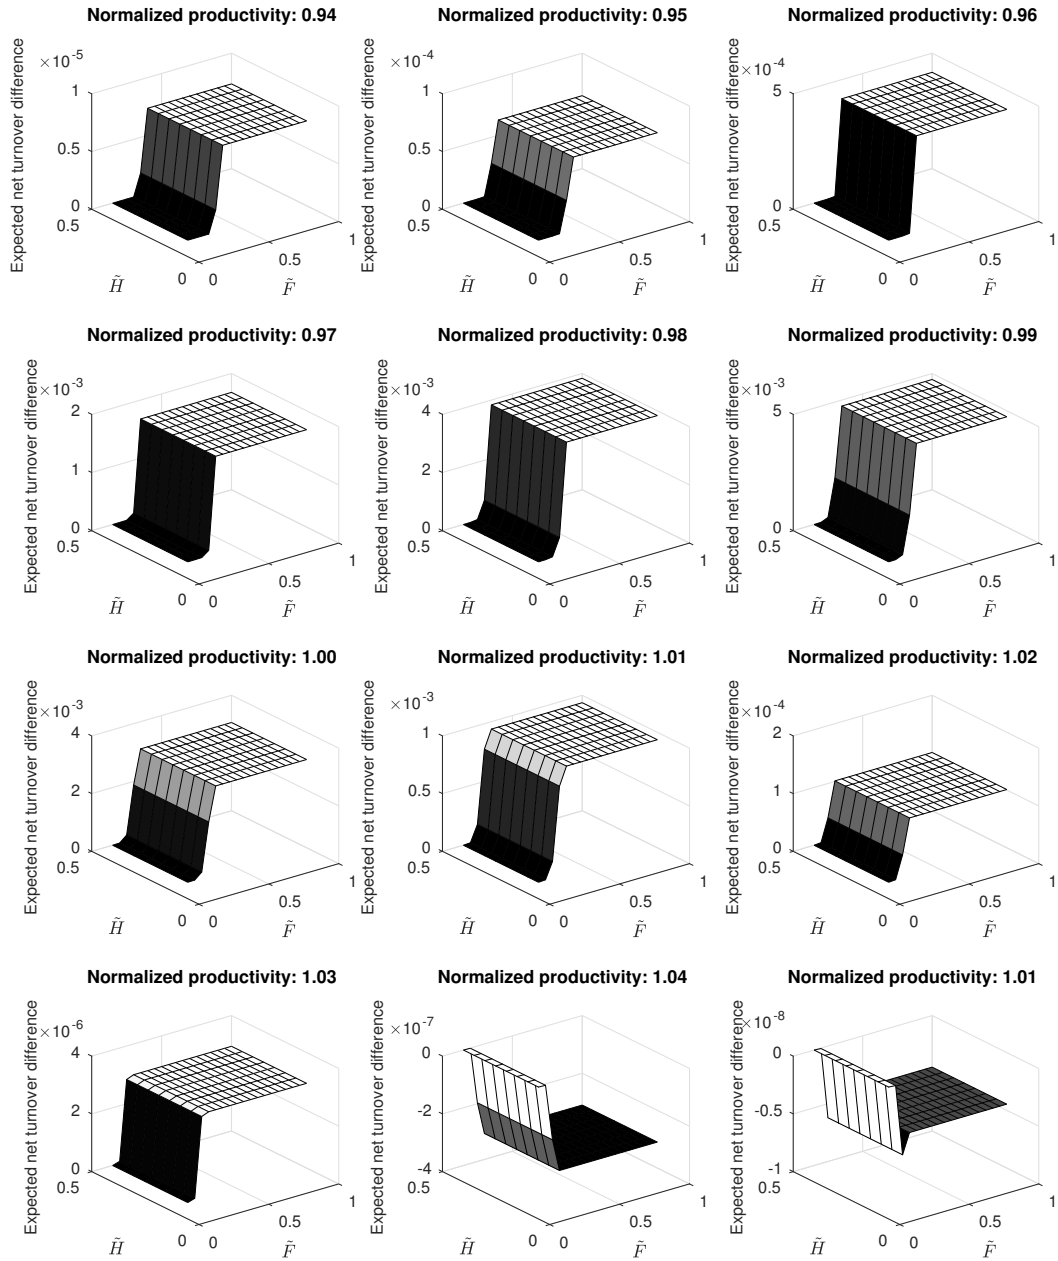 Normalized productivity: 0.94
×10^-5
Expected net turnover difference
1
0.5
0
0.5
H̃
0
0
0.5
F̃
1
Normalized productivity: 0.95
×10^-4
Expected net turnover difference
1
0.5
0
0.5
H̃
0
0
0.5
F̃
1
Normalized productivity: 0.96
×10^-4
Expected net turnover difference
5
0
0.5
H̃
0
0
0.5
F̃
1
Normalized productivity: 0.97
×10^-3
Expected net turnover difference
2
1
0
0.5
H̃
0
0
0.5
F̃
1
Normalized productivity: 0.98
×10^-3
Expected net turnover difference
4
2
0
0.5
H̃
0
0
0.5
F̃
1
Normalized productivity: 0.99
×10^-3
Expected net turnover difference
5
0
0.5
H̃
0
0
0.5
F̃
1
Normalized productivity: 1.00
×10^-3
Expected net turnover difference
4
2
0
0.5
H̃
0
0
0.5
F̃
1
Normalized productivity: 1.01
×10^-3
Expected net turnover difference
1
0.5
0
0.5
H̃
0
0
0.5
F̃
1
Normalized productivity: 1.02
×10^-4
Expected net turnover difference
2
1
0
0.5
H̃
0
0
0.5
F̃
1
Normalized productivity: 1.03
×10^-6
Expected net turnover difference
4
2
0
0.5
H̃
0
0
0.5
F̃
1
Normalized productivity: 1.04
×10^-7
Expected net turnover difference
0
-2
-4
0.5
H̃
0
0
0.5
F̃
1
Normalized productivity: 1.01
×10^-8
Expected net turnover difference
0
-0.5
-1
0.5
H̃
0
0
0.5
F̃
1